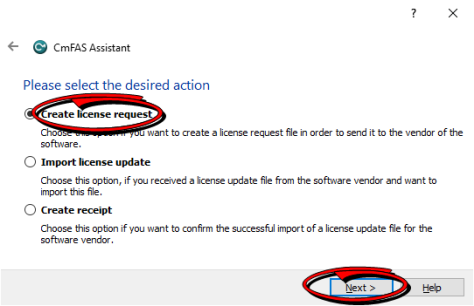 ?
CmFAS Assistant
Please select the desired action
Create license request
Choose this option if you want to create a license request file in order to send it to the vendor of the
software.
Import license update
Choose this option, if you received a license update file from the software vendor and want to
import this file.
Create receipt
Choose this option if you want to confirm the successful import of a license update file for the
software vendor.
Next >
Help